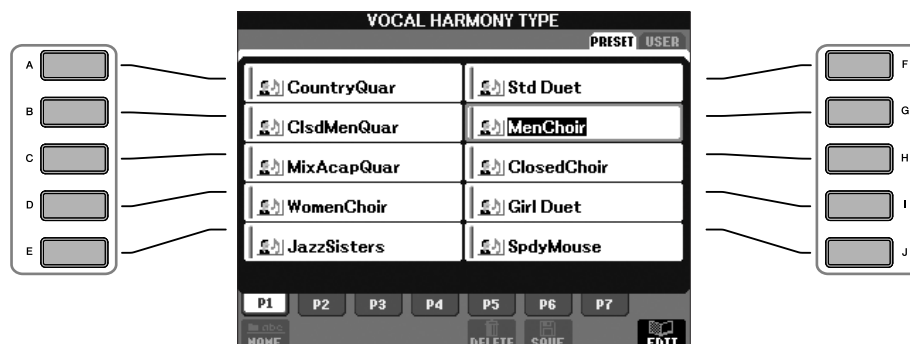 VOCAL HARMONY TYPE
PRESET USER
A CountryQuar Std Duet F
B ClsdMenQuar MenChoir G
C MixAcapQuar ClosedChoir H
D WomenChoir Girl Duet I
E JazzSisters SpdyMouse J
P1 P2 P3 P4 P5 P6 P7
abc
NAME DELETE SAVE EDIT